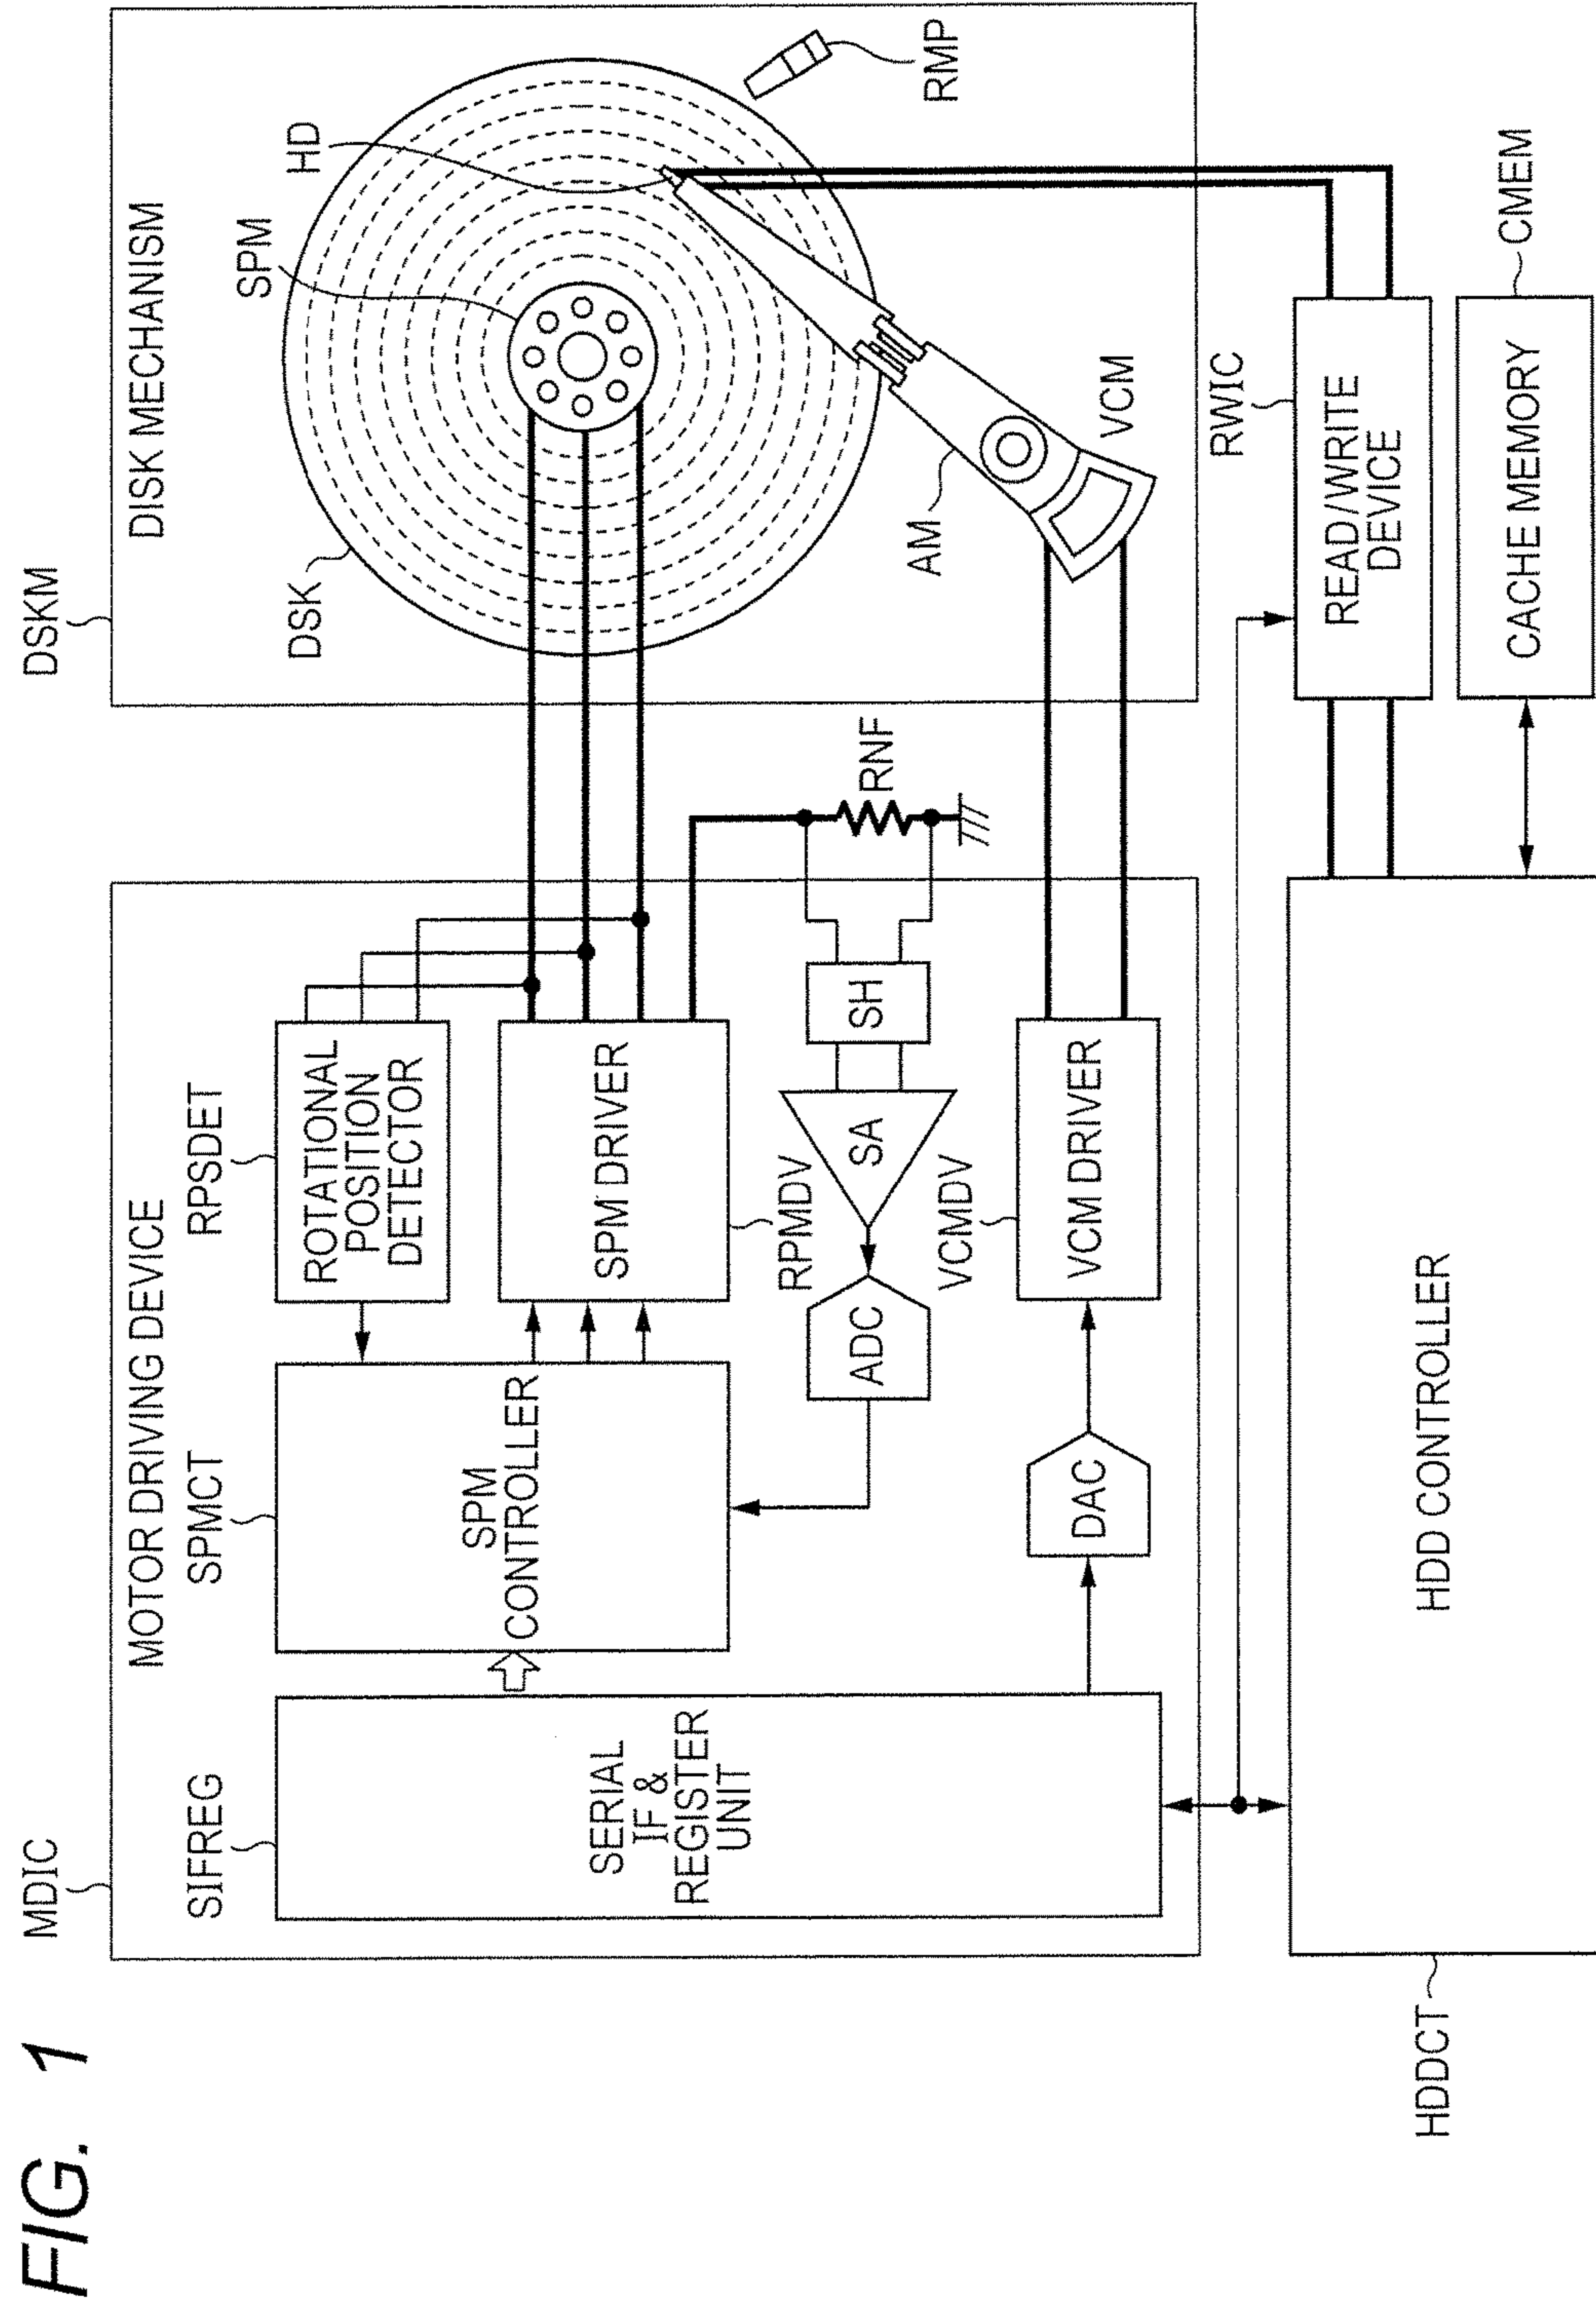 FIG. 1
MDIC
DSKM
MOTOR DRIVING DEVICE
DISK MECHANISM
SIFREG
SPMCT
RPSDET
SERIAL
IF &
REGISTER
UNIT
SPM
CONTROLLER
ROTATIONAL
POSITION
DETECTOR
SPM DRIVER
RPMDV
ADC
SA
SH
RNF
DAC
VCMDV
VCM DRIVER
DSK
SPM
HD
RMP
AM
VCM
HDDCT
HDD CONTROLLER
RWIC
READ/WRITE
DEVICE
CMEM
CACHE MEMORY